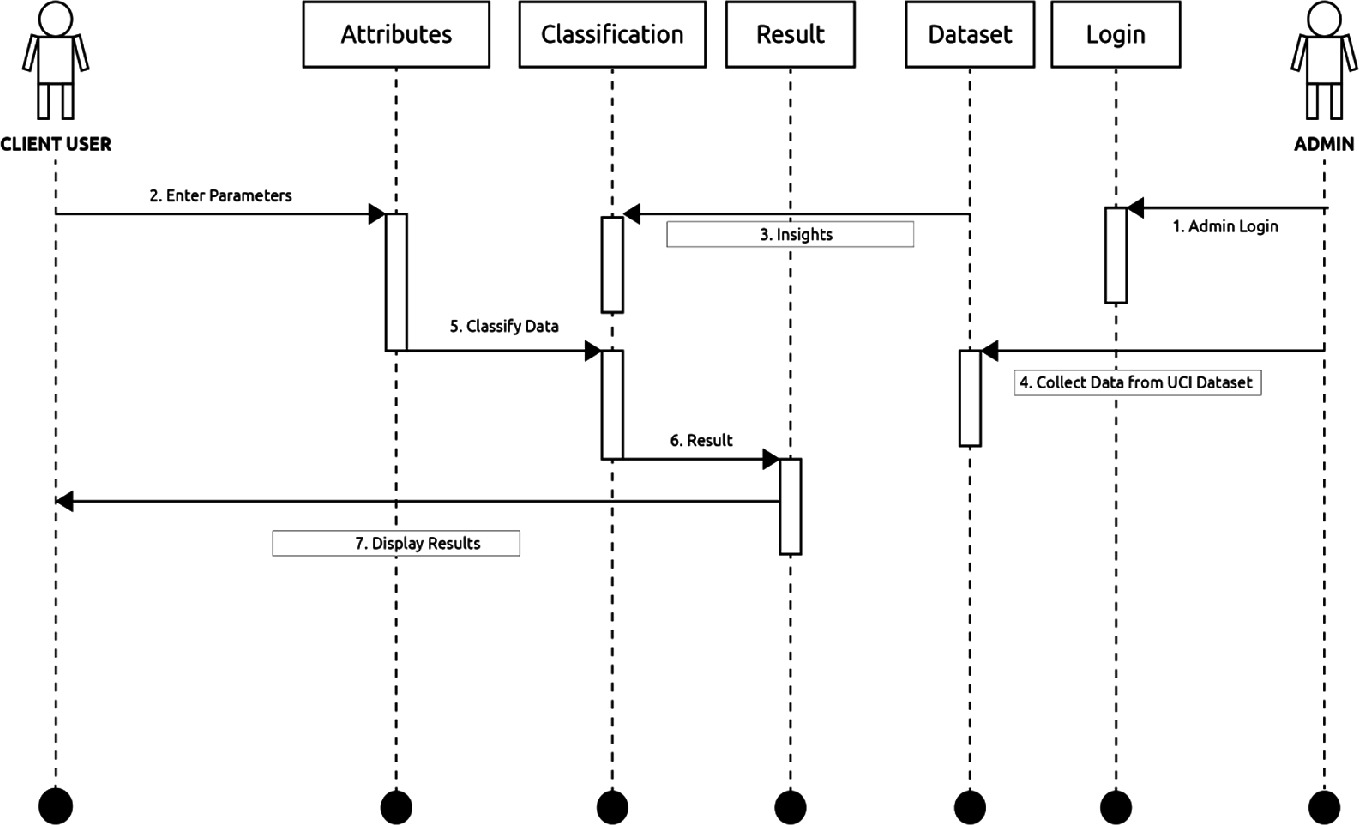 Attributes
Classification
Result
Dataset
Login
CLIENT USER
ADMIN
2. Enter Parameters
3. Insights
1. Admin Login
5. Classify Data
4. Collect Data from UCI Dataset
6. Result
7. Display Results